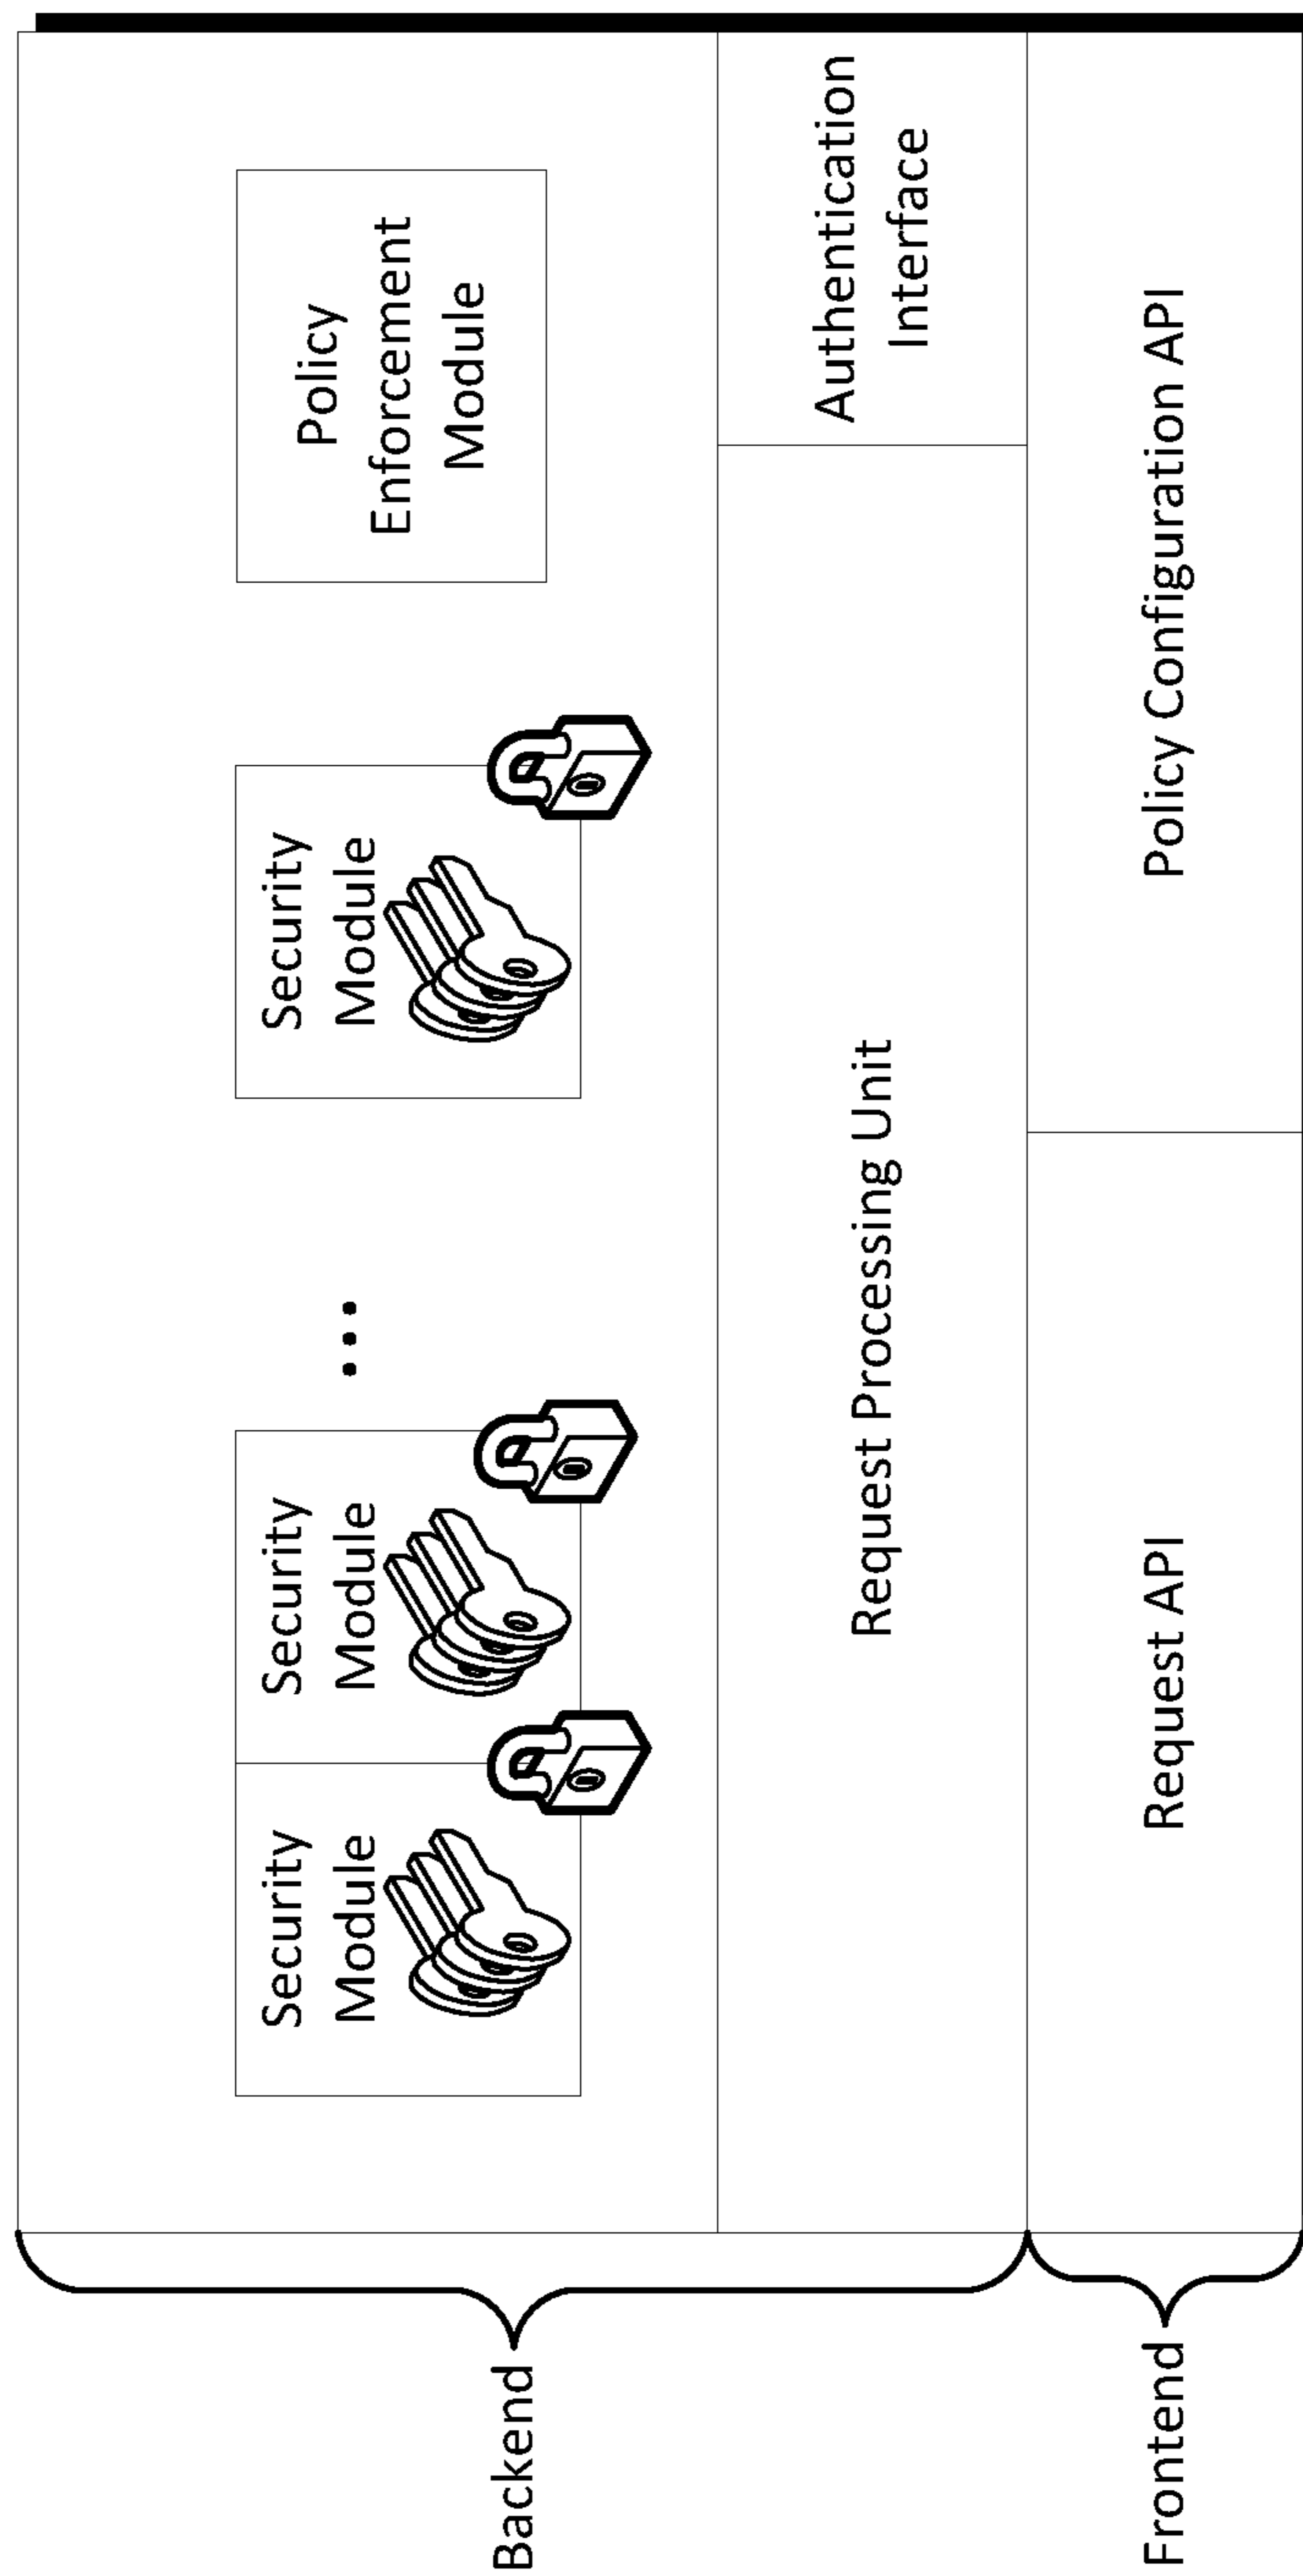 Backend
Security
Module
Security
Module
...
Security
Module
Policy
Enforcement
Module
Request Processing Unit
Authentication
Interface
Frontend
Request API
Policy Configuration API